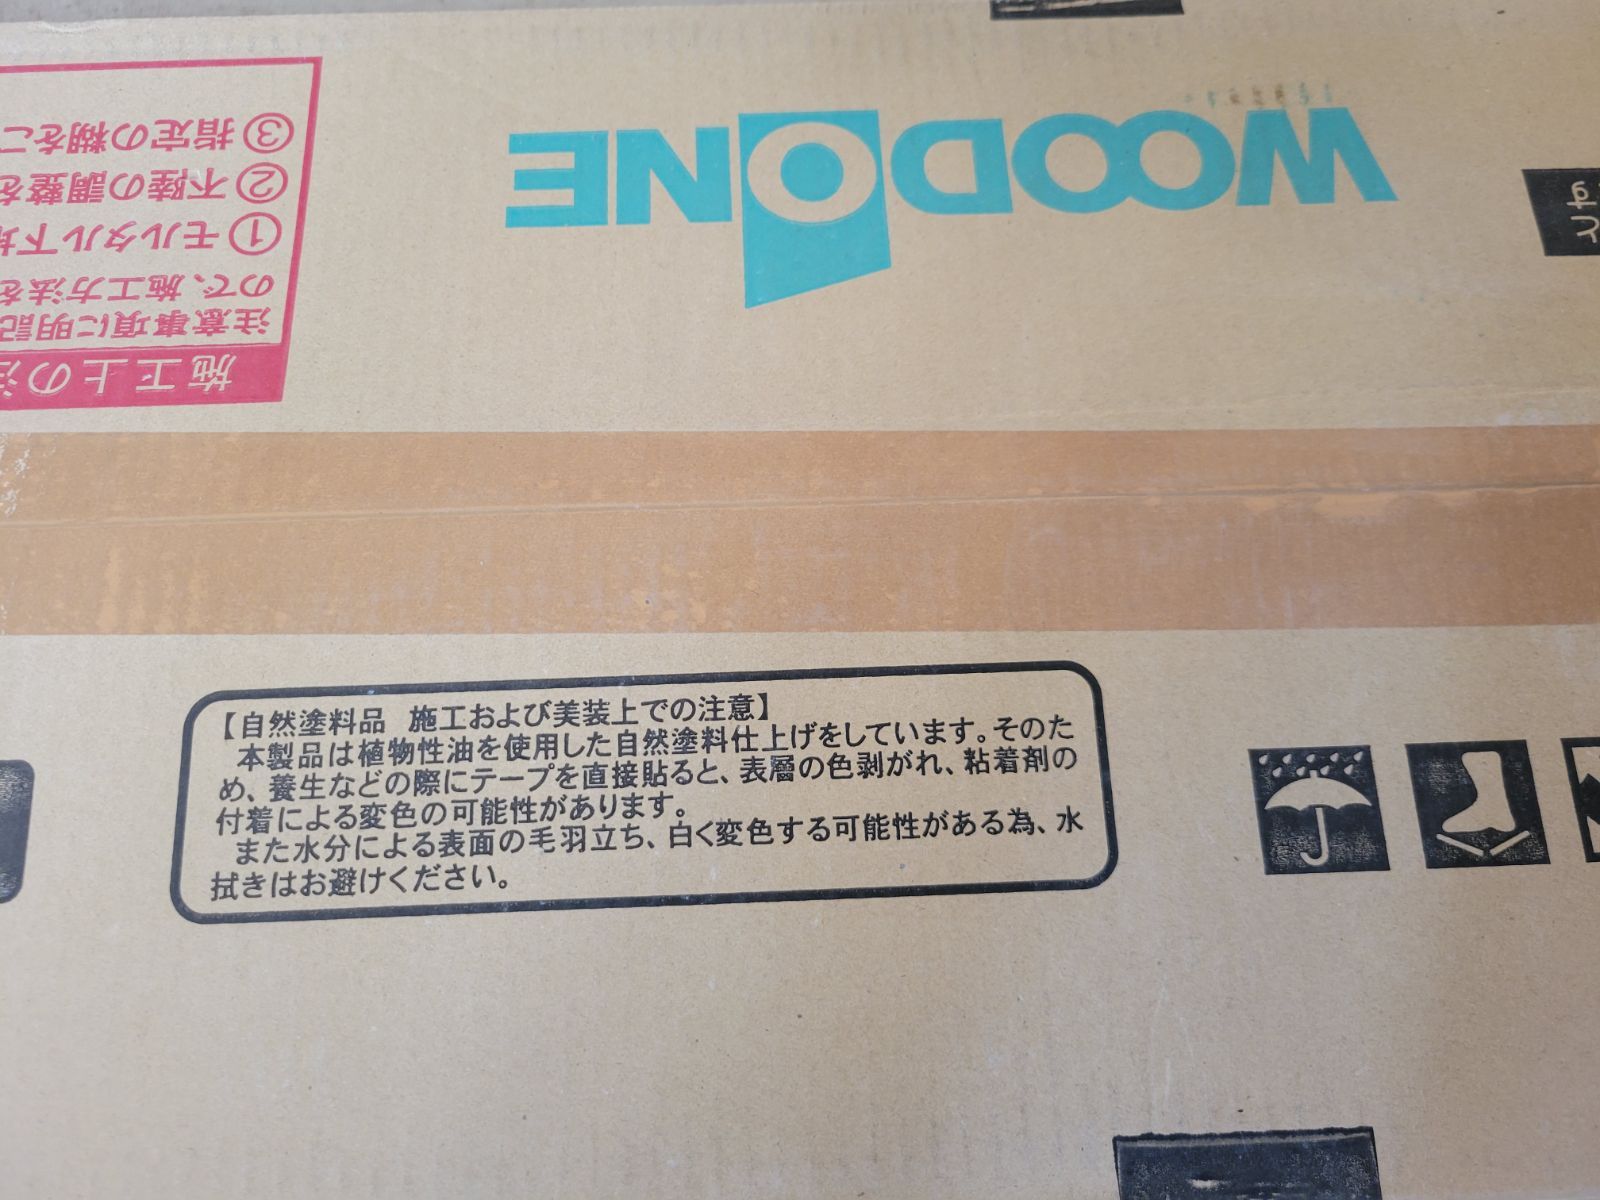 WOODONE
施工上の注
注意事項に明記
ので、施工方法を
① モルタル下地
② 不陸の調整を
③ 指定の糊をこ
【自然塗料品 施工および美装上での注意】
本製品は植物性油を使用した自然塗料仕上げをしています。そのた
め、養生などの際にテープを直接貼ると、表層の色剥がれ、粘着剤の
付着による変色の可能性があります。
また水分による表面の毛羽立ち、白く変色する可能性がある為、水
拭きはお避けください。